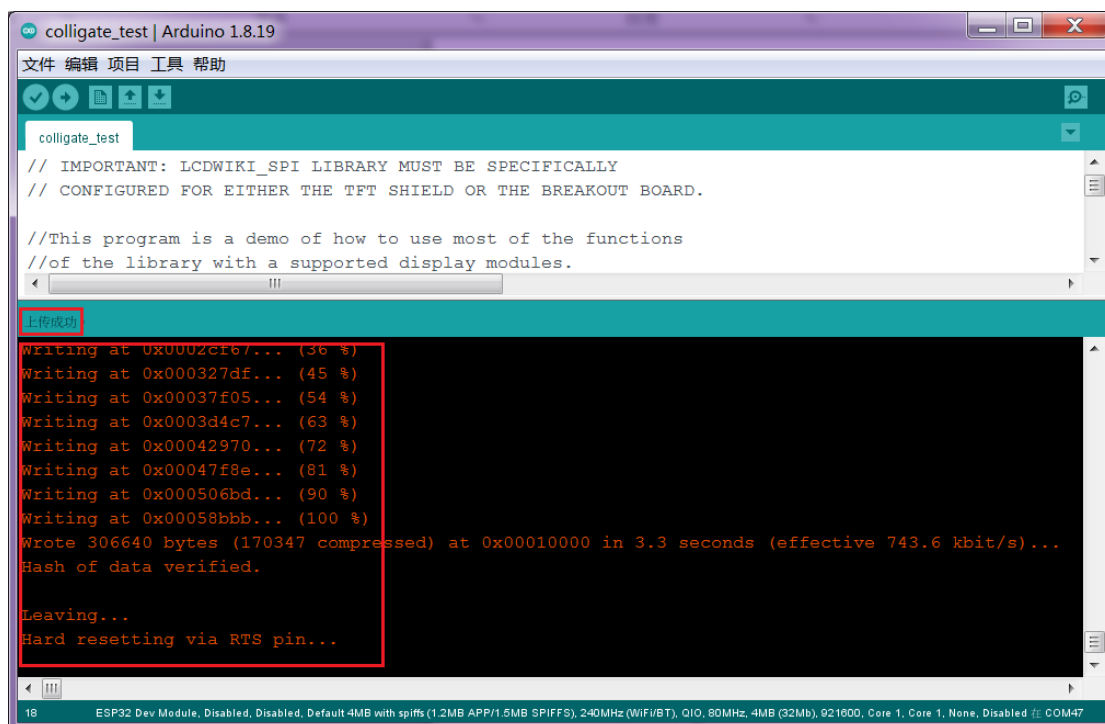 colligate_test | Arduino 1.8.19
文件 编辑 项目 工具 帮助
colligate_test
// IMPORTANT: LCDWIKI_SPI LIBRARY MUST BE SPECIFICALLY
// CONFIGURED FOR EITHER THE TFT SHIELD OR THE BREAKOUT BOARD.
//This program is a demo of how to use most of the functions
//of the library with a supported display modules.
上传成功
Writing at 0x0002cf67... (36 %)
Writing at 0x000327df... (45 %)
Writing at 0x00037f05... (54 %)
Writing at 0x0003d4c7... (63 %)
Writing at 0x00042970... (72 %)
Writing at 0x00047f8e... (81 %)
Writing at 0x000506bd... (90 %)
Writing at 0x00058bbb... (100 %)
Wrote 306640 bytes (170347 compressed) at 0x00010000 in 3.3 seconds (effective 743.6 kbit/s)...
Hash of data verified.
Leaving...
Hard resetting via RTS pin...
18 ESP32 Dev Module, Disabled, Disabled, Default 4MB with spiffs (1.2MB APP/1.5MB SPIFFS), 240MHz (WiFi/BT), QIO, 80MHz, 4MB (32Mb), 921600, Core 1, Core 1, None, Disabled 在 COM47